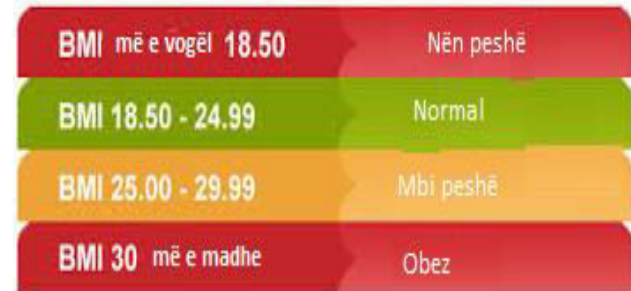 BMI më e vogël 18.50 Nën peshë
BMI 18.50 - 24.99 Normal
BMI 25.00 - 29.99 Mbi peshë
BMI 30 më e madhe Obez